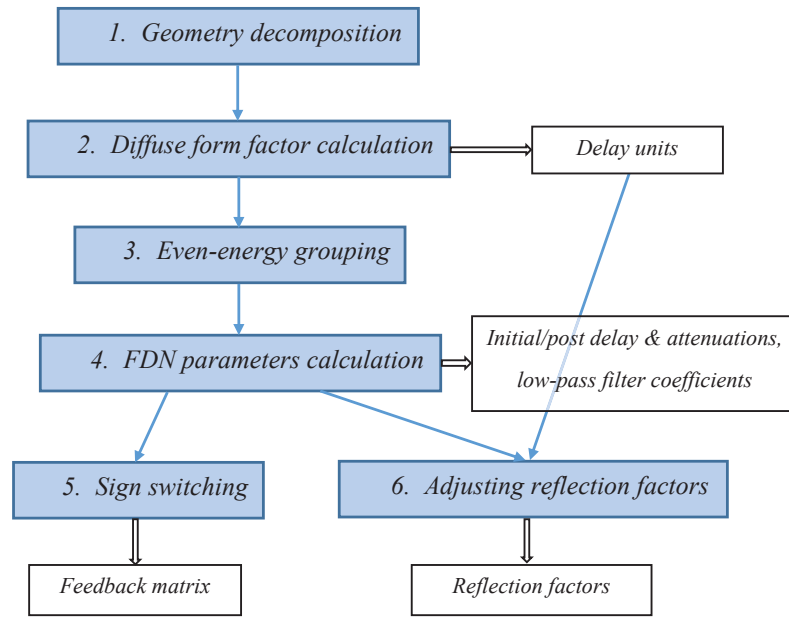 1. Geometry decomposition
2. Diffuse form factor calculation
Delay units
3. Even-energy grouping
4. FDN parameters calculation
Initial/post delay & attenuations,
low-pass filter coefficients
5. Sign switching
6. Adjusting reflection factors
Feedback matrix
Reflection factors